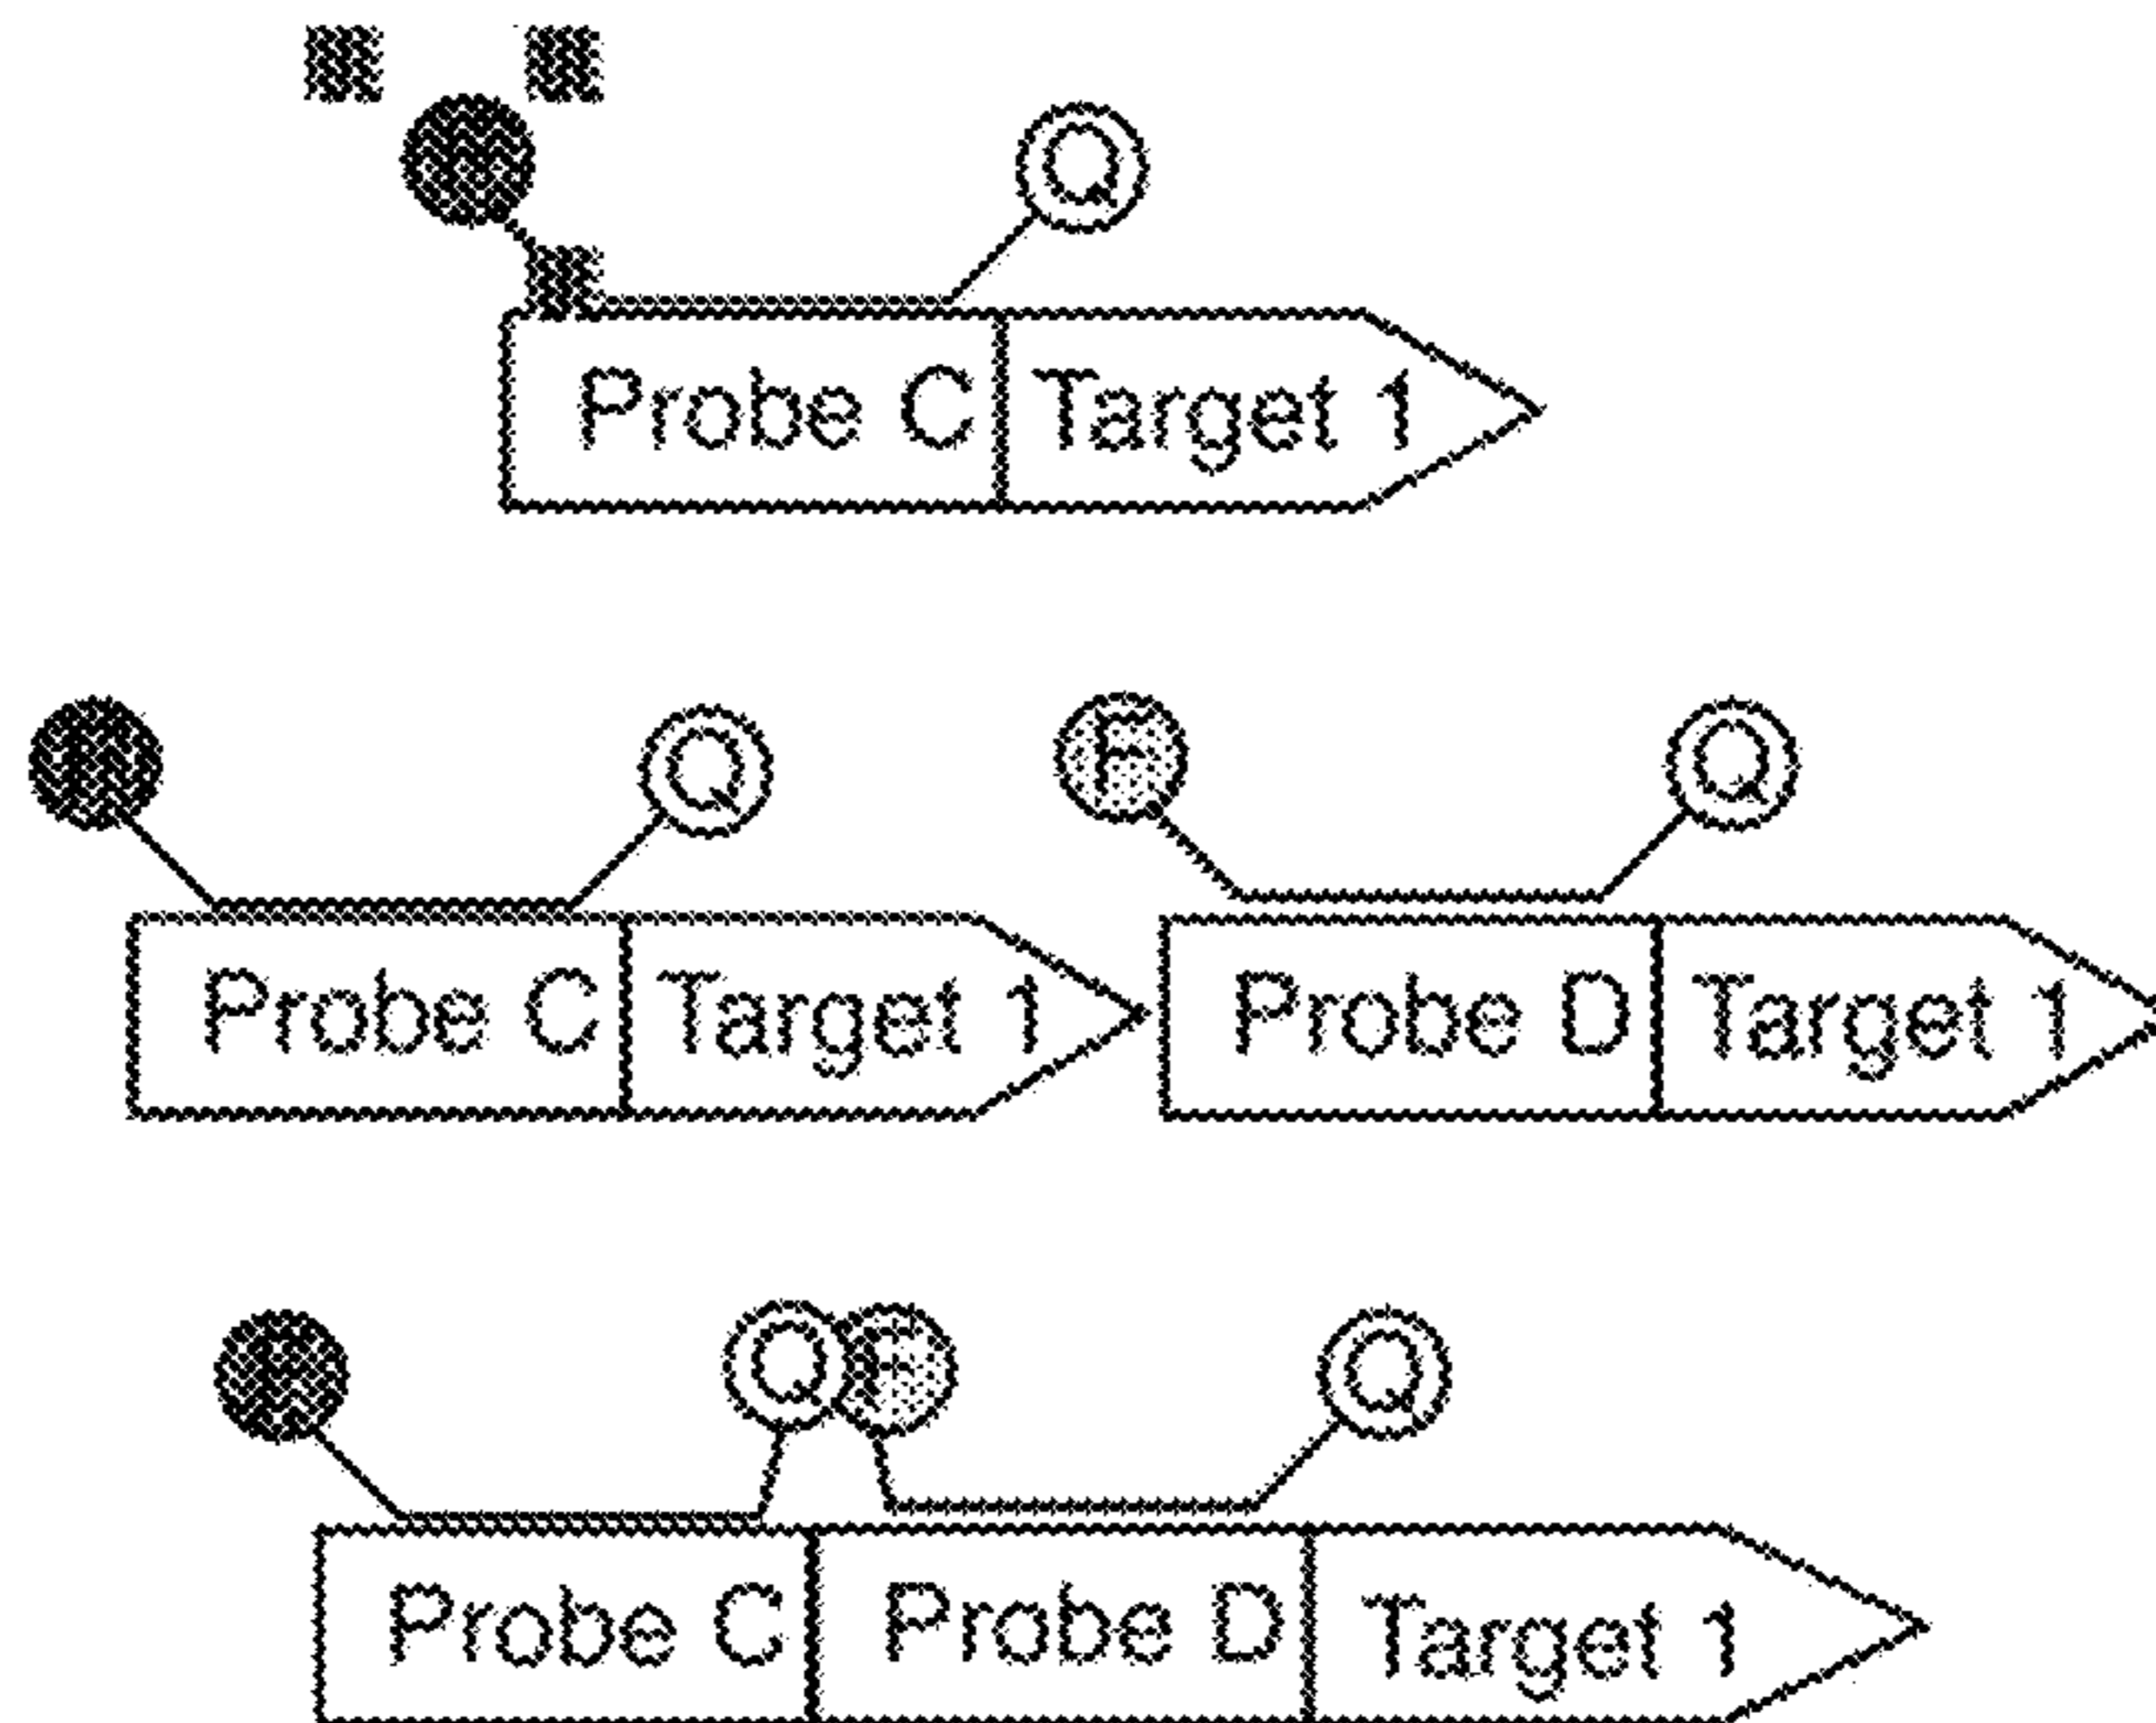 Q
Probe C Target 1
F Q F Q
Probe C Target 1 Probe D Target 1
F Q F Q
Probe C Probe D Target 1